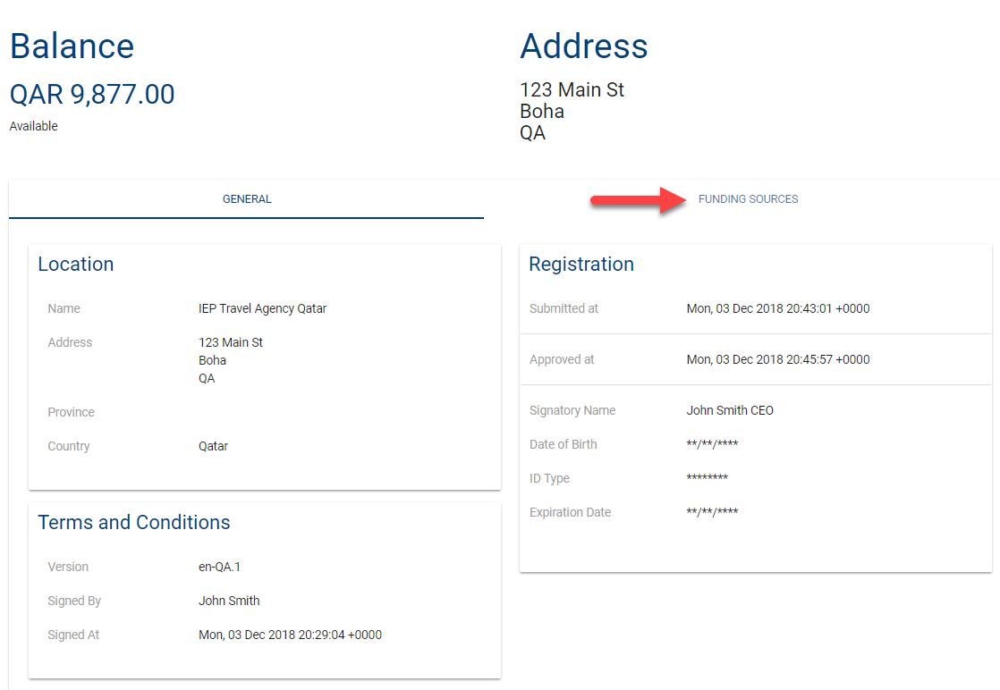 Balance
QAR 9,877.00
Available
Address
123 Main St
Boha
QA
GENERAL
FUNDING SOURCES
Location
Name IEP Travel Agency Qatar
Address 123 Main St
Boha
QA
Province
Country Qatar
Terms and Conditions
Version en-QA.1
Signed By John Smith
Signed At Mon, 03 Dec 2018 20:29:04 +0000
Registration
Submitted at Mon, 03 Dec 2018 20:43:01 +0000
Approved at Mon, 03 Dec 2018 20:45:57 +0000
Signatory Name John Smith CEO
Date of Birth **/**/****
ID Type ********
Expiration Date **/**/****